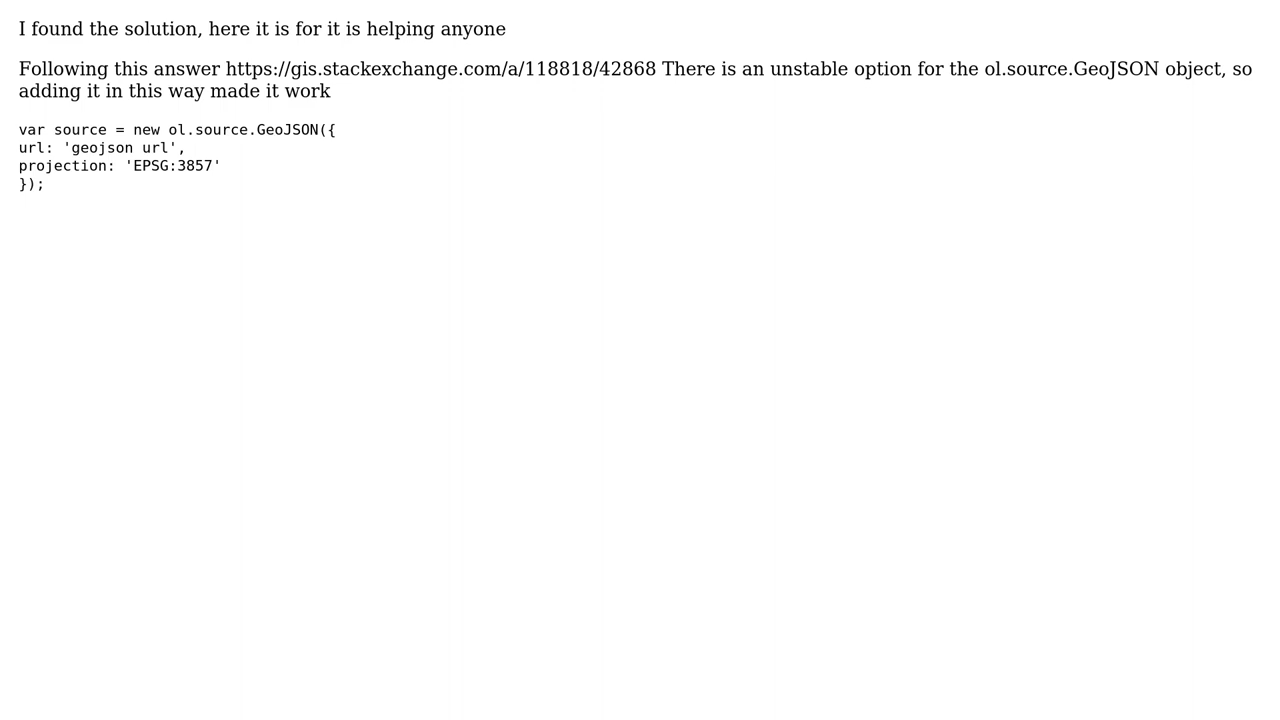 I found the solution, here it is for it is helping anyone
Following this answer https://gis.stackexchange.com/a/118818/42868 There is an unstable option for the ol.source.GeoJSON object, so
adding it in this way made it work
var source = new ol.source.GeoJSON({
url: 'geojson url',
projection: 'EPSG:3857'
});